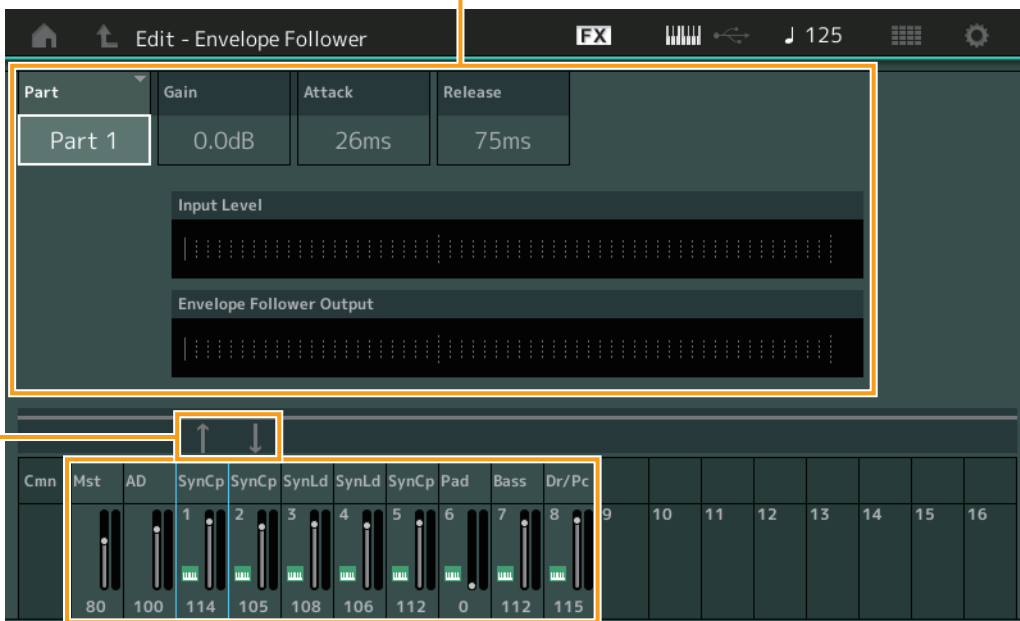 Edit - Envelope Follower FX ♩ 125
Part Gain Attack Release
Part 1 0.0dB 26ms 75ms
Input Level
Envelope Follower Output
↑ ↓
Cmn Mst AD SynCp SynCp SynLd SynLd SynCp Pad Bass Dr/Pc
1 2 3 4 5 6 7 8 9 10 11 12 13 14 15 16
80 100 114 105 108 106 112 0 112 115